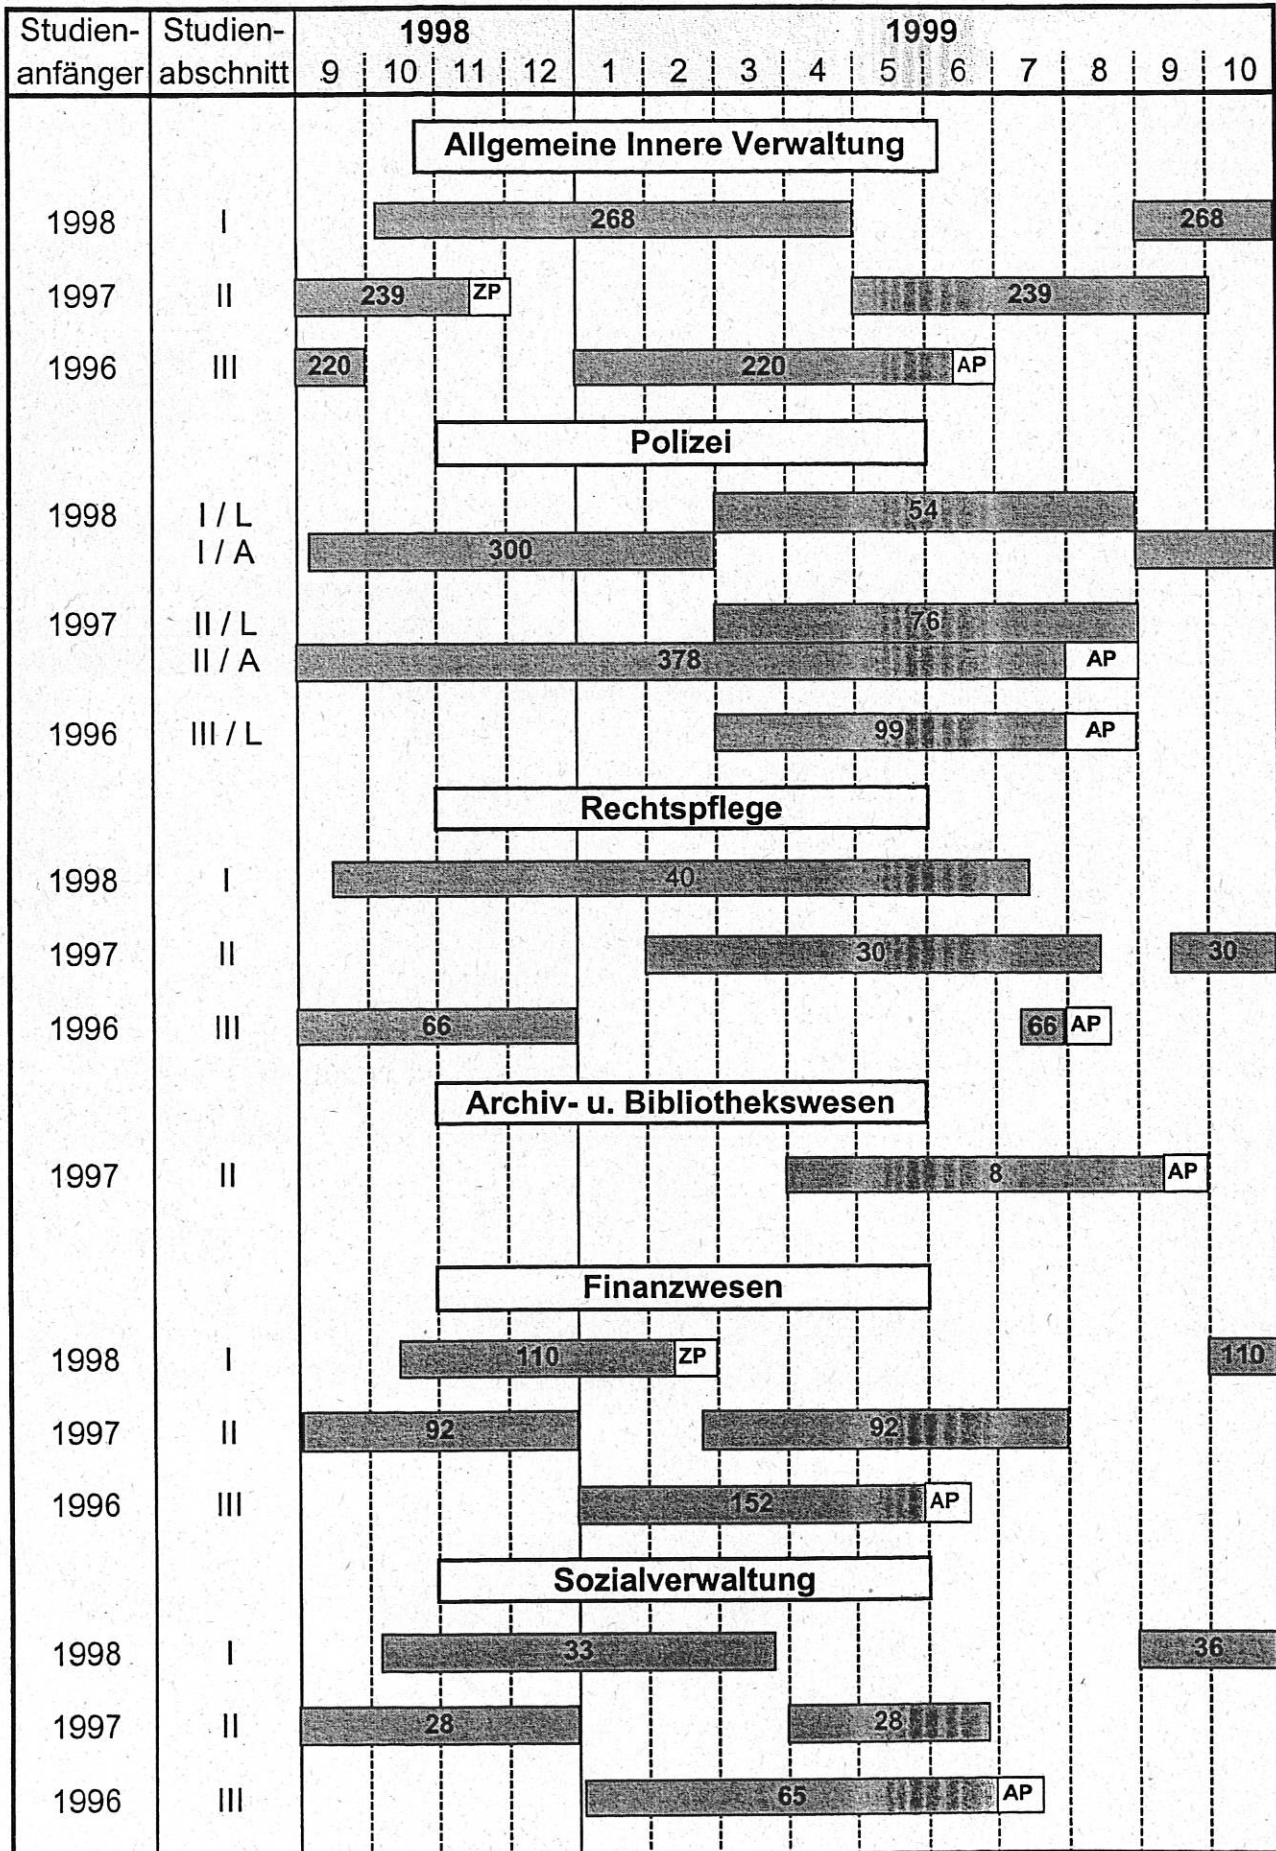 Studien- Studien- 1998 1999
anfänger abschnitt 9 10 11 12 1 2 3 4 5 6 7 8 9 10
Allgemeine Innere Verwaltung
1998 I 268 268
1997 II 239 ZP 239
1996 III 220 220 AP
Polizei
1998 I / L 54
I / A 300
1997 II / L 76
II / A 378 AP
1996 III / L 99 AP
Rechtspflege
1998 I 40
1997 II 30 30
1996 III 66 66 AP
Archiv- u. Bibliothekswesen
1997 II 8 AP
Finanzwesen
1998 I 110 ZP 110
1997 II 92 92
1996 III 152 AP
Sozialverwaltung
1998 I 33 36
1997 II 28 28
1996 III 65 AP